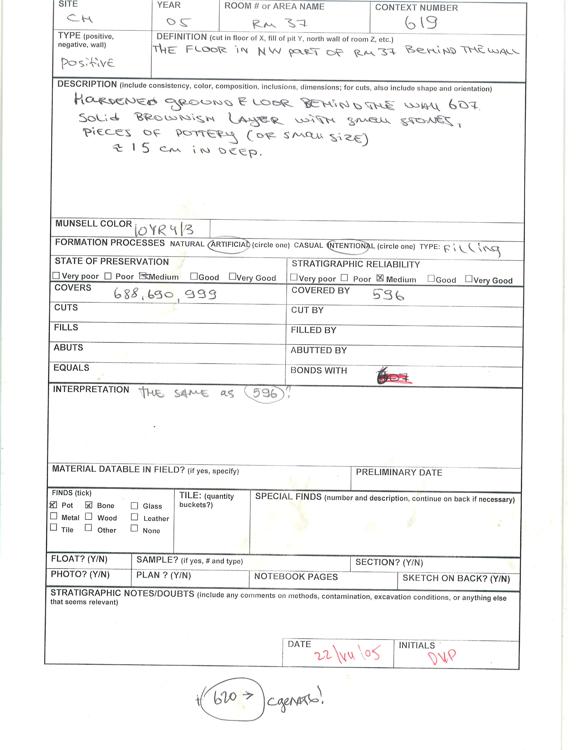 SITE YEAR ROOM # OR AREA NAME CONTEXT NUMBER
CH 05 RM 37 619
TYPE (positive, negative, wall) DEFINITION (cut in floor of X, fill of pit Y, north wall of room Z, etc.)
Positive THE FLOOR IN NW PART OF RM37 BEHIND THE WALL
DESCRIPTION (include consistency, color, composition, inclusions, dimensions; for cuts, also include shape and orientation)
HARDENED GROUND FLOOR BEHIND THE WALL 607
SOLID BROWNISH LAYER WITH SMALL STONES,
PIECES OF POTTERY (OF SMALL SIZE)
± 15 CM IN DEEP.
MUNSELL COLOR 10YR4/3
FORMATION PROCESSES NATURAL ARTIFICIAL (circle one) CASUAL INTENTIONAL (circle one) TYPE: Filling
STATE OF PRESERVATION STRATIGRAPHIC RELIABILITY
☐Very poor ☐ Poor ☒Medium ☐Good ☐Very Good ☐Very poor ☐ Poor ☒ Medium ☐Good ☐Very Good
COVERS 688, 690, 999 COVERED BY 596
CUTS CUT BY
FILLS FILLED BY
ABUTS ABUTTED BY
EQUALS BONDS WITH
INTERPRETATION THE SAME AS 596?
MATERIAL DATABLE IN FIELD? (if yes, specify) PRELIMINARY DATE
FINDS (tick) TILE: (quantity buckets?) SPECIAL FINDS (number and description, continue on back if necessary)
☒ Pot ☒ Bone ☐ Glass
☐ Metal ☐ Wood ☐ Leather
☐ Tile ☐ Other ☐ None
FLOAT? (Y/N) SAMPLE? (if yes, # and type) SECTION? (Y/N)
PHOTO? (Y/N) PLAN ? (Y/N) NOTEBOOK PAGES SKETCH ON BACK? (Y/N)
STRATIGRAPHIC NOTES/DOUBTS (include any comments on methods, contamination, excavation conditions, or anything else
that seems relevant)
DATE INITIALS
22/VII/05 DVP
620 →